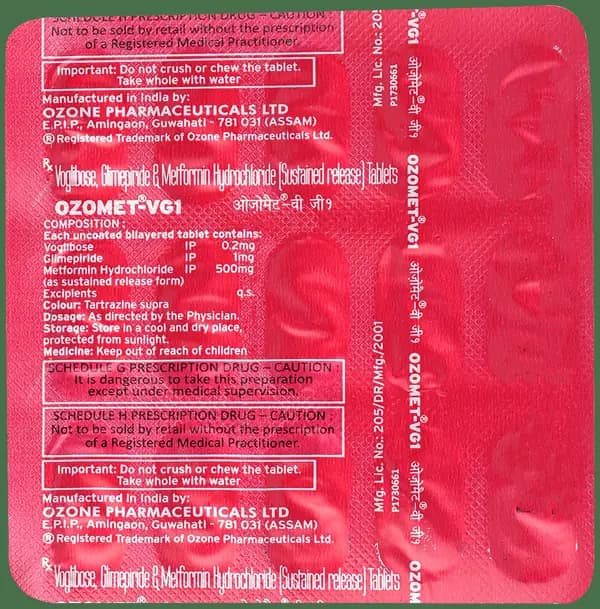 SCHEDULE H PRESCRIPTION DRUG – CAUTION :
Not to be sold by retail without the prescription
of a Registered Medical Practitioner.
Important: Do not crush or chew the tablet.
Take whole with water
Manufactured in India by:
OZONE PHARMACEUTICALS LTD
E.P.I.P., Amingaon, Guwahati - 781 031 (ASSAM)
® Registered Trademark of Ozone Pharmaceuticals Ltd.
Rx Voglibose, Glimepiride & Metformin Hydrochloride (Sustained release) Tablets
OZOMET®-VG1 ओज़ोमैट®-वी जी १
COMPOSITION :
Each uncoated bilayered tablet contains:
Voglibose IP 0.2mg
Glimepiride IP 1mg
Metformin Hydrochloride IP 500mg
(as sustained release form)
Excipients q.s.
Colour: Tartrazine supra
Dosage: As directed by the Physician.
Storage: Store in a cool and dry place,
protected from sunlight.
Medicine: Keep out of reach of children
SCHEDULE G PRESCRIPTION DRUG – CAUTION :
It is dangerous to take this preparation
except under medical supervision.
SCHEDULE H PRESCRIPTION DRUG – CAUTION :
Not to be sold by retail without the prescription
of a Registered Medical Practitioner.
Important: Do not crush or chew the tablet.
Take whole with water
Manufactured in India by:
OZONE PHARMACEUTICALS LTD
E.P.I.P., Amingaon, Guwahati - 781 031 (ASSAM)
® Registered Trademark of Ozone Pharmaceuticals Ltd.
Rx Voglibose, Glimepiride & Metformin Hydrochloride (Sustained release) Tablets
Mfg. Lic. No.: 205
P1730661
Mfg. Lic. No.: 205/DR/Mfg./2001
P1730661
-VG1 ओज़ोमैट®-वी जी १ OZOMET®-VG1 ओज़ोमैट®-वी जी १ OZOMET®-VG1 ओज़ोमैट®-वी जी १ OZOM